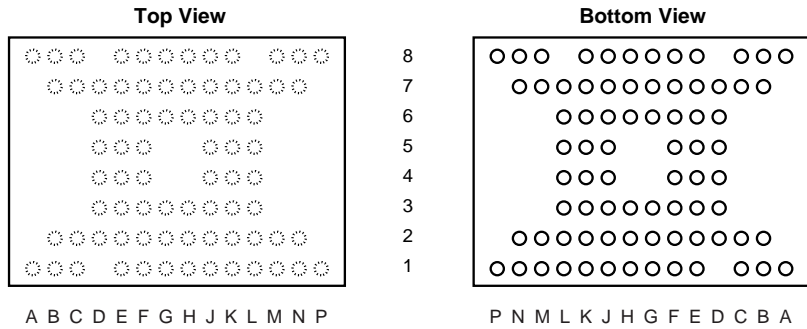 Top View
Bottom View
8
7
6
5
4
3
2
1
A B C D E F G H J K L M N P
P N M L K J H G F E D C B A